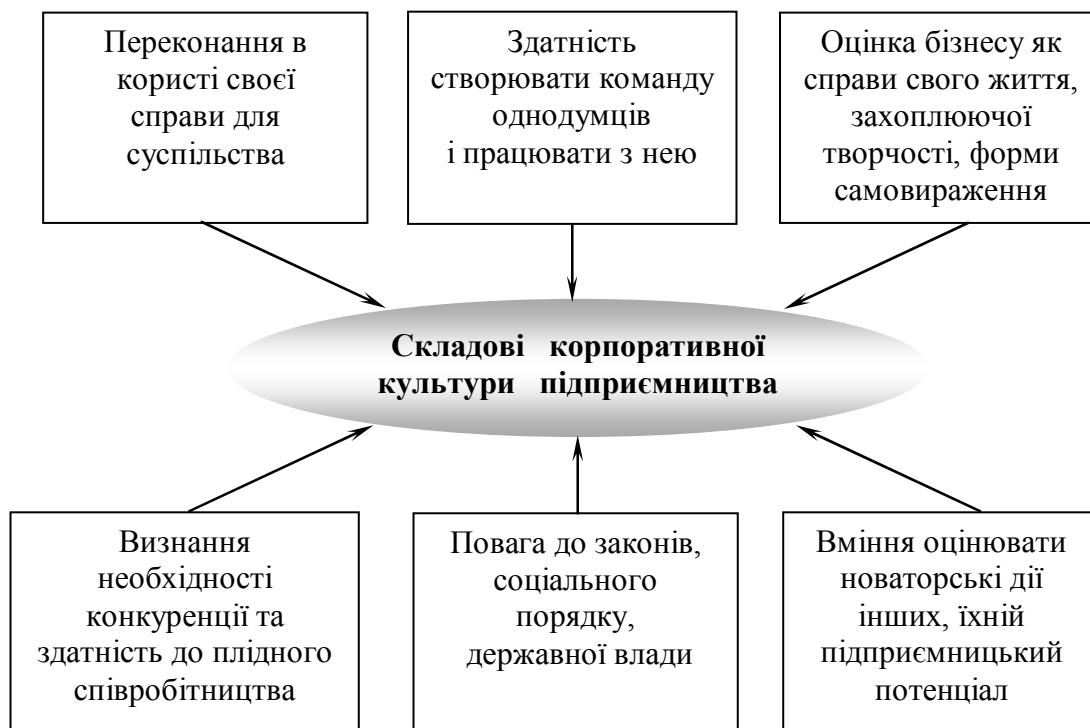 Переконання в
користі своєї
справи для
суспільства
Здатність
створювати команду
однодумців
і працювати з нею
Оцінка бізнесу як
справи свого життя,
захоплюючої
творчості, форми
самовираження
Складові корпоративної
культури підприємництва
Визнання
необхідності
конкуренції та
здатність до плідного
співробітництва
Повага до законів,
соціального
порядку,
державної влади
Вміння оцінювати
новаторські дії
інших, їхній
підприємницький
потенціал